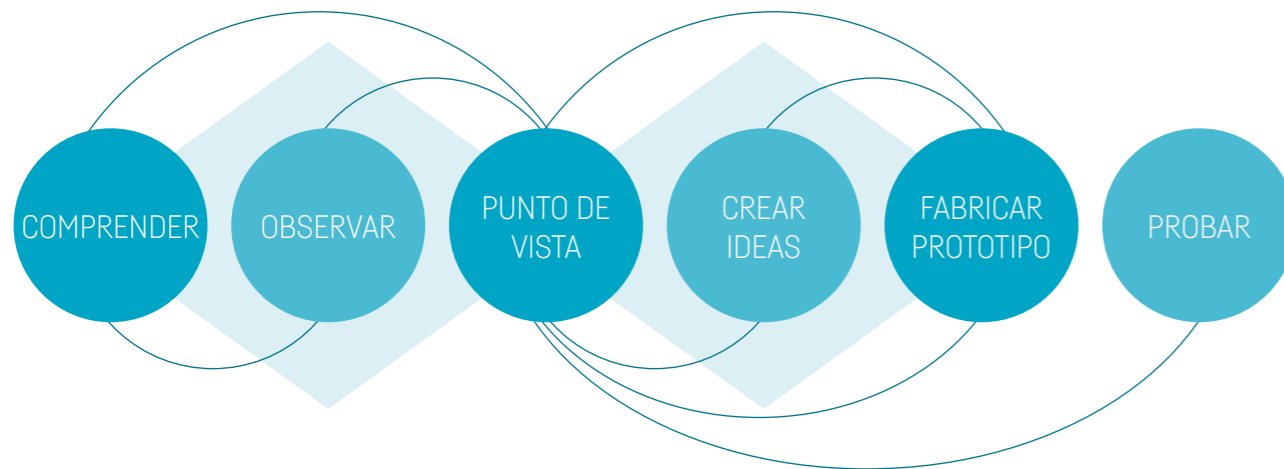 COMPRENDER
OBSERVAR
PUNTO DE
VISTA
CREAR
IDEAS
FABRICAR
PROTOTIPO
PROBAR